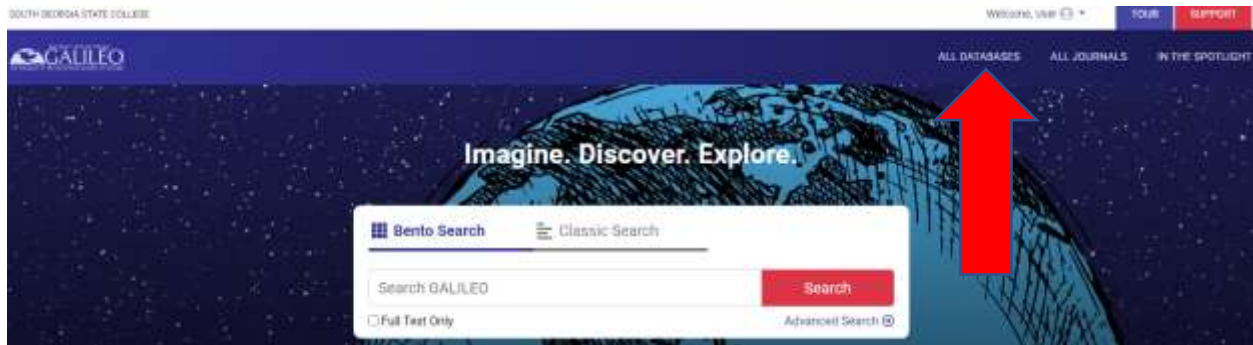 SOUTH GEORGIA STATE COLLEGE
Welcome, User
TOUR
SUPPORT
GALILEO
ALL DATABASES
ALL JOURNALS
IN THE SPOTLIGHT
Imagine. Discover. Explore.
Bento Search
Classic Search
Search GALILEO
Search
Full Text Only
Advanced Search